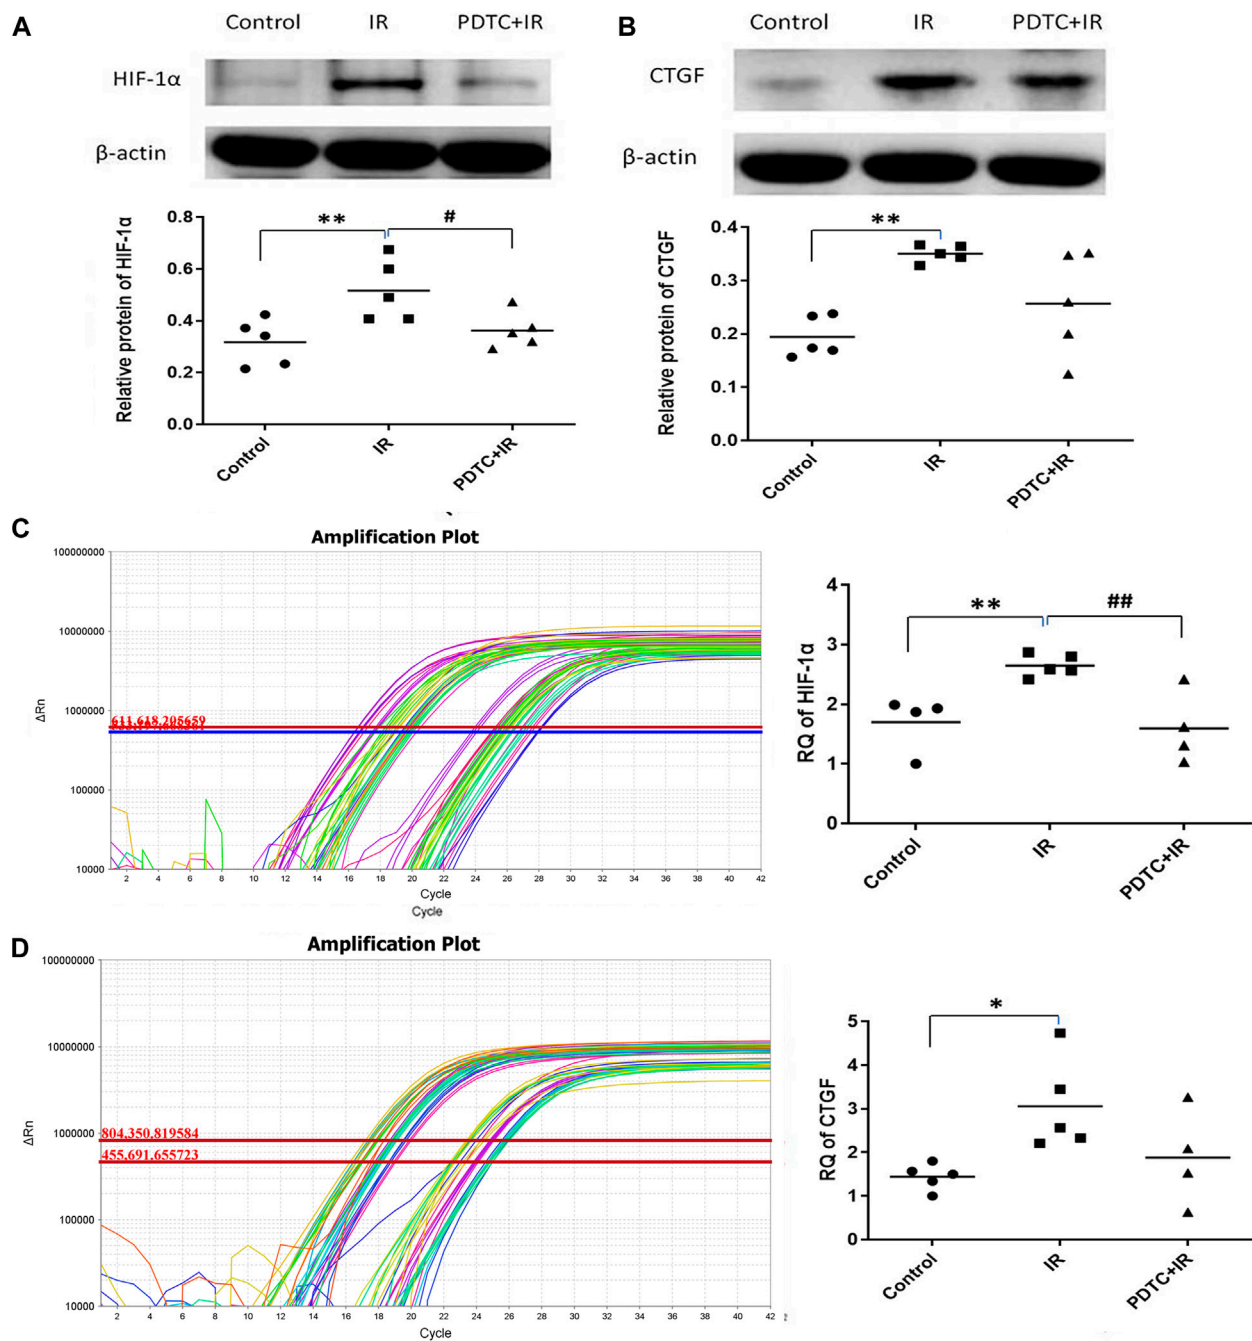 A
Control IR PDTC+IR
HIF-1α
β-actin
Relative protein of HIF-1α
0.8
0.6
0.4
0.2
0.0
** #
Control IR PDTC+IR
B
Control IR PDTC+IR
CTGF
β-actin
Relative protein of CTGF
0.4
0.3
0.2
0.1
0.0
**
Control IR PDTC+IR
C
Amplification Plot
ΔRn
100000000
10000000
1000000
100000
10000
611,618.205659
2 4 6 8 10 12 14 16 18 20 22 24 26 28 30 32 34 36 38 40 42
Cycle
Cycle
RQ of HIF-1α
4
3
2
1
0
** ##
Control IR PDTC+IR
D
Amplification Plot
ΔRn
100000000
10000000
1000000
100000
10000
804.350.819584
455.691.655723
2 4 6 8 10 12 14 16 18 20 22 24 26 28 30 32 34 36 38 40 42
Cycle
RQ of CTGF
5
4
3
2
1
0
*
Control IR PDTC+IR